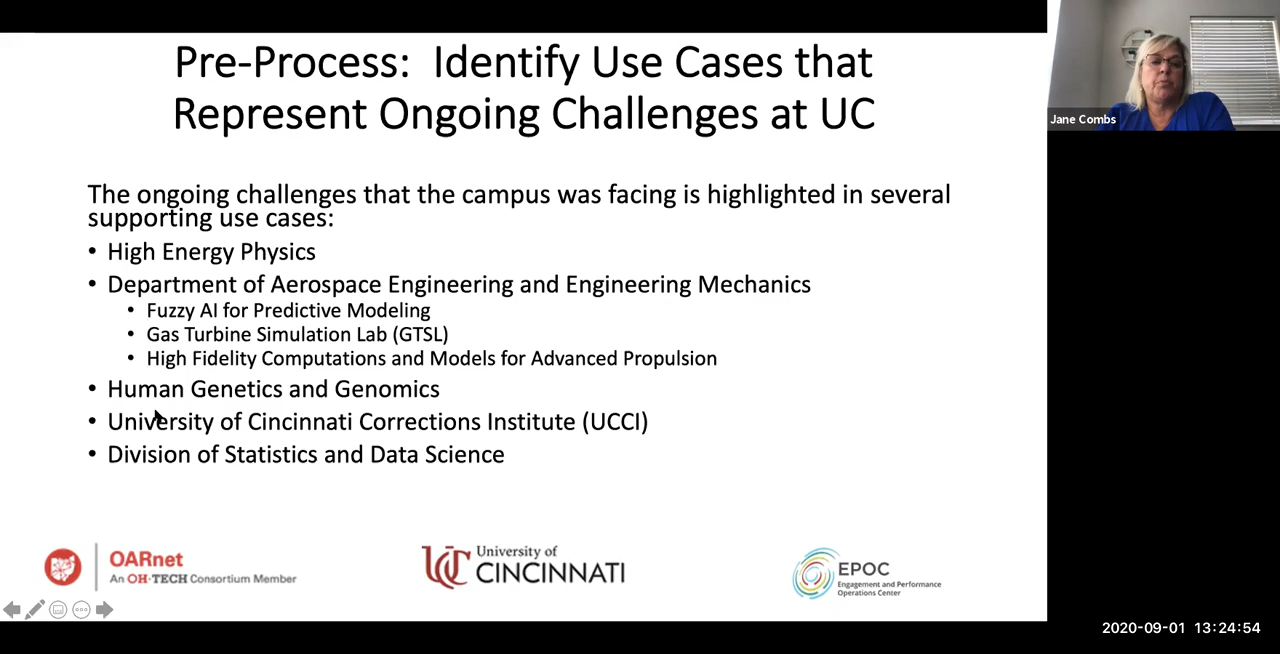 Pre-Process: Identify Use Cases that
Represent Ongoing Challenges at UC
The ongoing challenges that the campus was facing is highlighted in several
supporting use cases:
• High Energy Physics
• Department of Aerospace Engineering and Engineering Mechanics
• Fuzzy AI for Predictive Modeling
• Gas Turbine Simulation Lab (GTSL)
• High Fidelity Computations and Models for Advanced Propulsion
• Human Genetics and Genomics
• University of Cincinnati Corrections Institute (UCCI)
• Division of Statistics and Data Science
OARnet
An OH·TECH Consortium Member
UC
University of
CINCINNATI
EPOC
Engagement and Performance
Operations Center
Jane Combs
2020-09-01 13:24:54